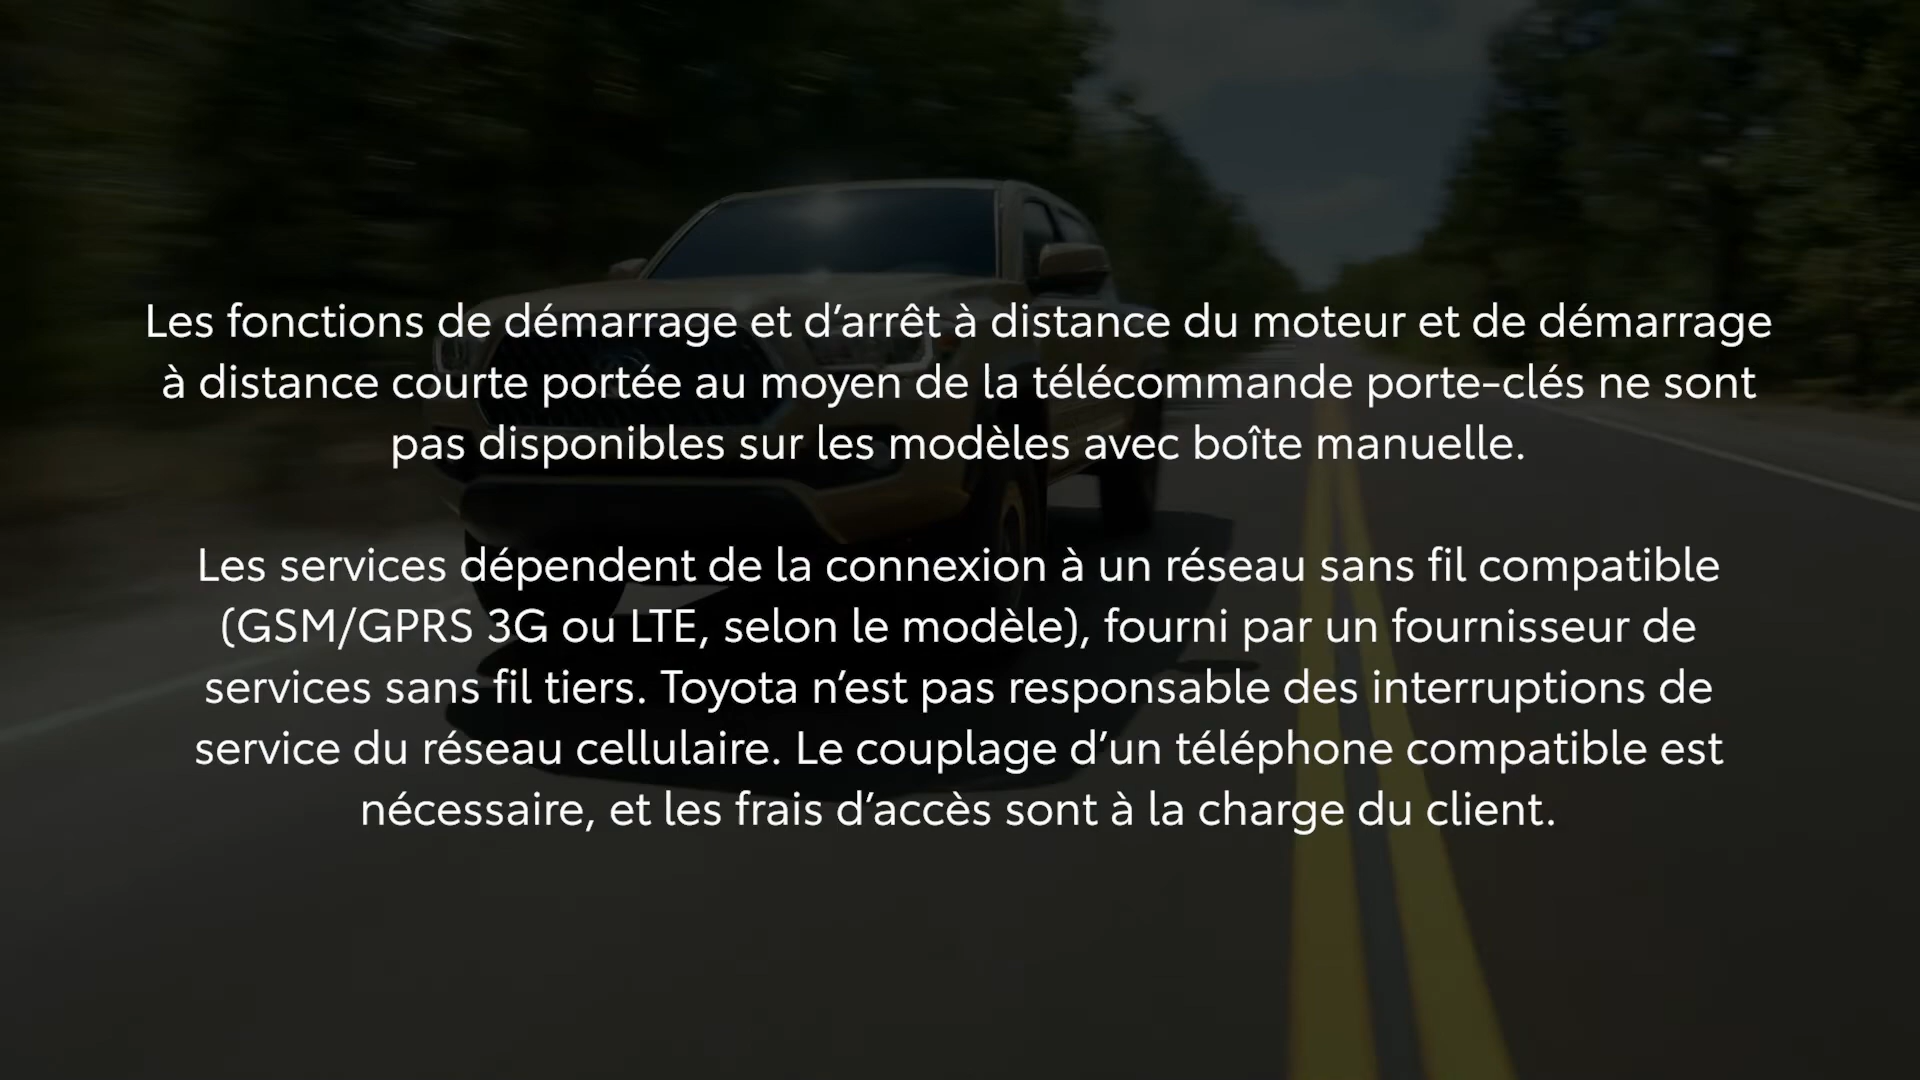 Les fonctions de démarrage et d’arrêt à distance du moteur et de démarrage
à distance courte portée au moyen de la télécommande porte-clés ne sont
pas disponibles sur les modèles avec boîte manuelle.
Les services dépendent de la connexion à un réseau sans fil compatible
(GSM/GPRS 3G ou LTE, selon le modèle), fourni par un fournisseur de
services sans fil tiers. Toyota n’est pas responsable des interruptions de
service du réseau cellulaire. Le couplage d’un téléphone compatible est
nécessaire, et les frais d’accès sont à la charge du client.